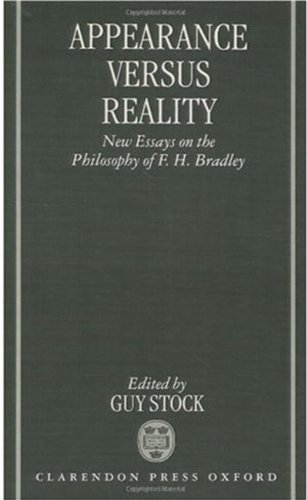 APPEARANCE
VERSUS
REALITY
New Essays on the
Philosophy of F. H. Bradley
Edited by
GUY STOCK
CLARENDON PRESS OXFORD